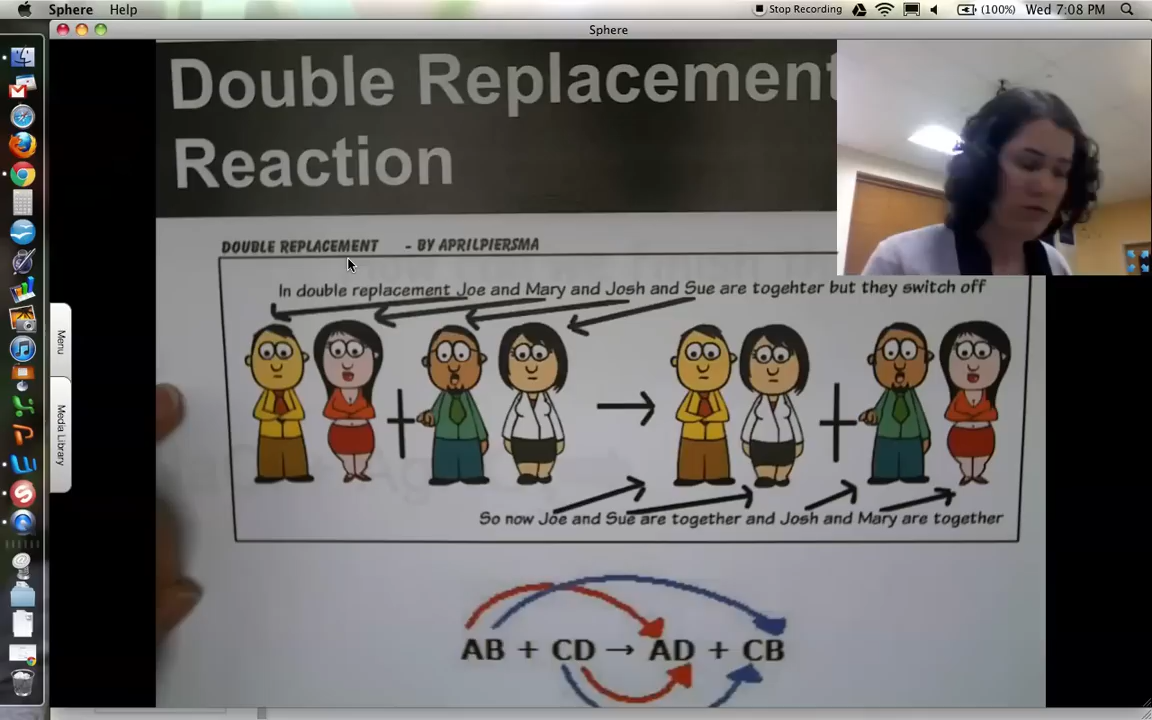 Sphere Help
Stop Recording
(100%) Wed 7:08 PM
Sphere
Double Replacement
Reaction
DOUBLE REPLACEMENT - BY APRILPIERSMA
In double replacement Joe and Mary and Josh and Sue are togehter but they switch off
+
→
+
So now Joe and Sue are together and Josh and Mary are together
AB + CD → AD + CB
Menu
Media Library